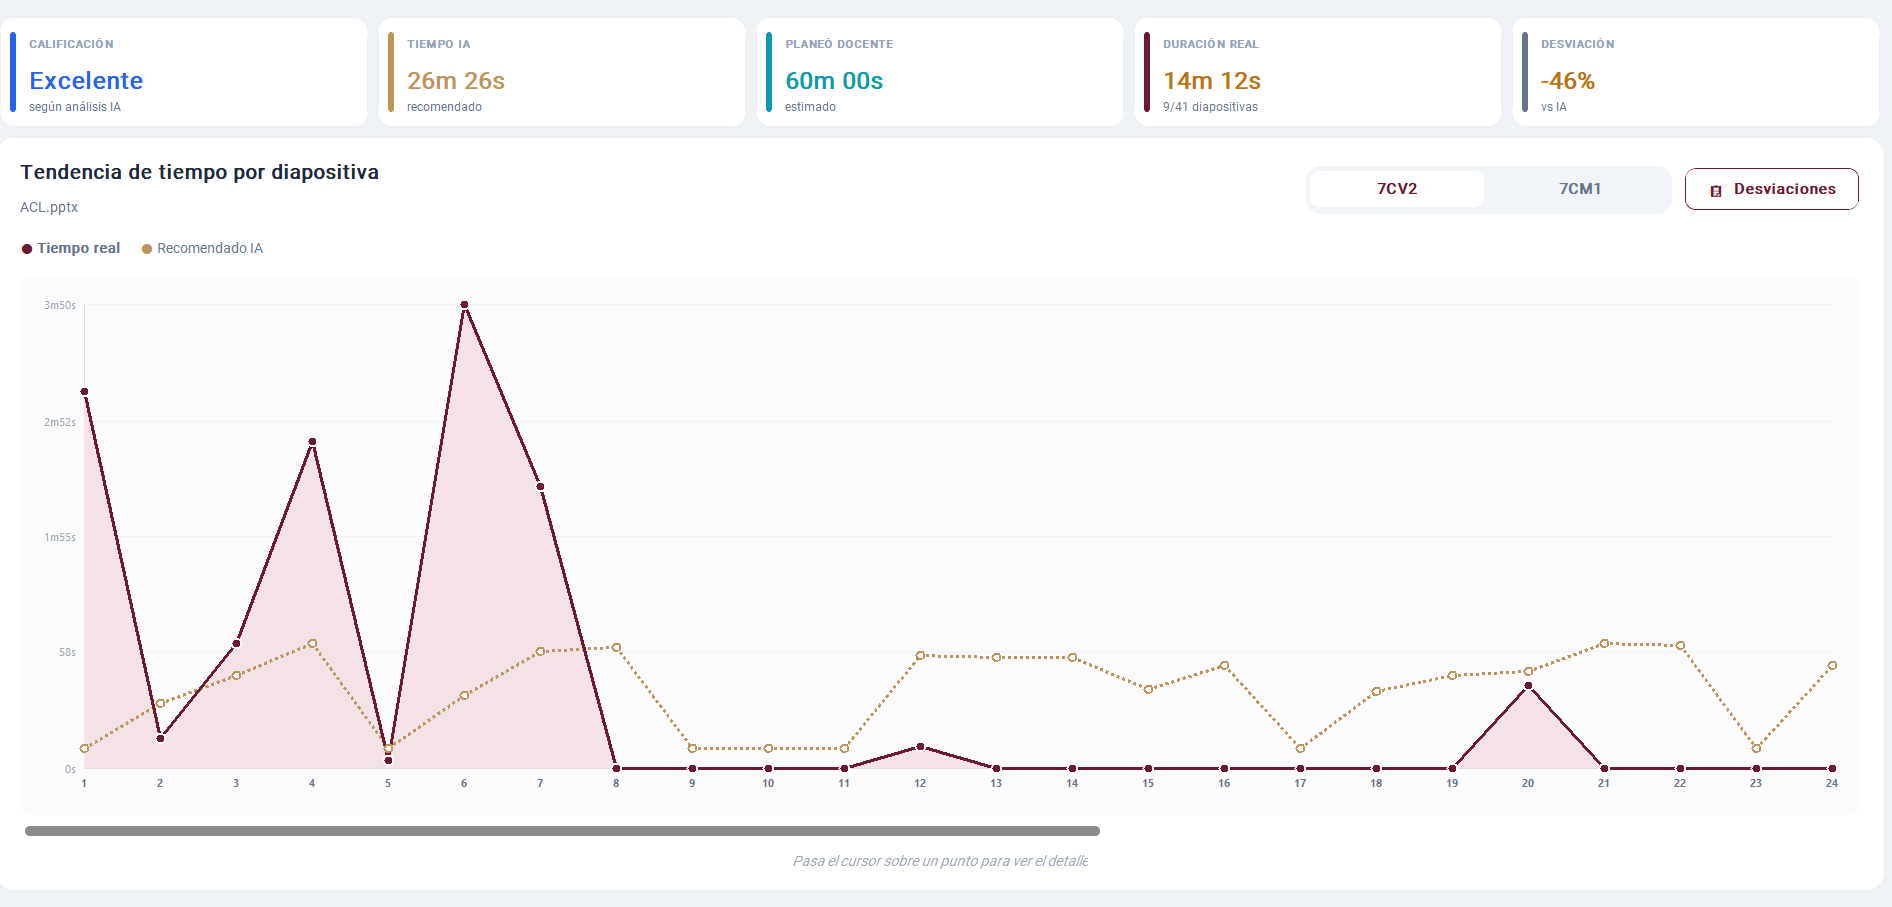 CALIFICACIÓN
Excelente
según análisis IA
TIEMPO IA
26m 26s
recomendado
PLANEÓ DOCENTE
60m 00s
estimado
DURACIÓN REAL
14m 12s
9/41 diapositivas
DESVIACIÓN
-46%
vs IA
Tendencia de tiempo por diapositiva
ACL.pptx
7CV2
7CM1
Desviaciones
Tiempo real
Recomendado IA
3m50s
2m52s
1m55s
58s
0s
1 2 3 4 5 6 7 8 9 10 11 12 13 14 15 16 17 18 19 20 21 22 23 24
Pasa el cursor sobre un punto para ver el detalle